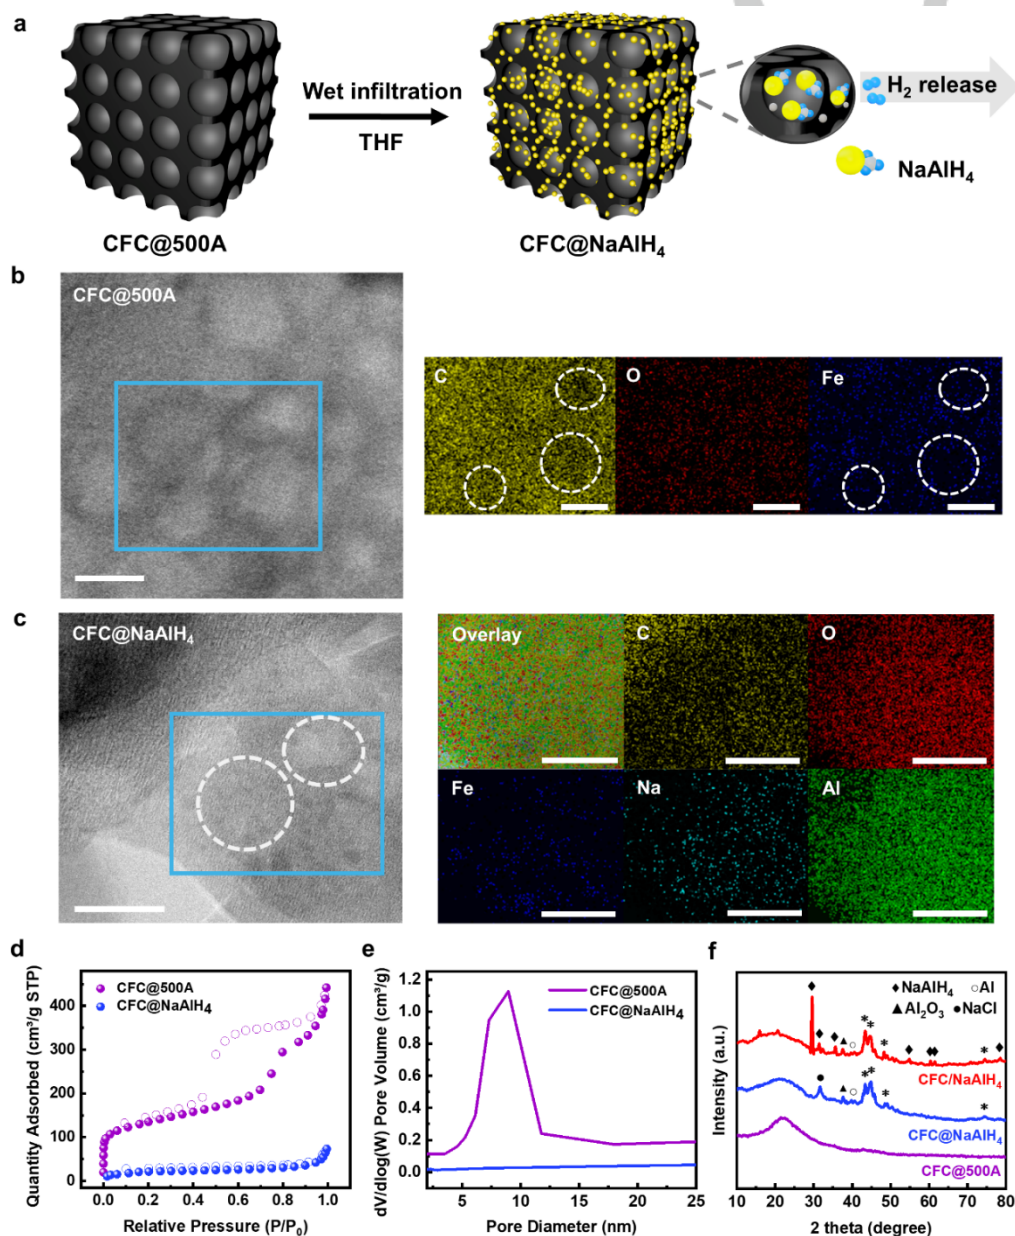 a
Wet infiltration
THF
H₂ release
NaAlH₄
CFC@500A
CFC@NaAlH₄
b
CFC@500A
C
O
Fe
c
CFC@NaAlH₄
Overlay
C
O
Fe
Na
Al
d
CFC@500A
CFC@NaAlH₄
400
300
200
100
0
0.0 0.2 0.4 0.6 0.8 1.0
Quantity Adsorbed (cm³/g STP)
Relative Pressure (P/P₀)
e
CFC@500A
CFC@NaAlH₄
1.2
1.0
0.8
0.6
0.4
0.2
0.0
5 10 15 20 25
dV/dlog(W) Pore Volume (cm³/g)
Pore Diameter (nm)
f
♦ NaAlH₄ ○ Al
▲ Al₂O₃ ● NaCl
CFC/NaAlH₄
CFC@NaAlH₄
CFC@500A
10 20 30 40 50 60 70 80
Intensity (a.u.)
2 theta (degree)